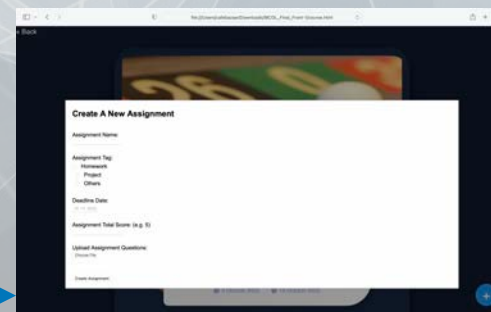 Back
Create A New Assignment
Assignment Name:
Assignment Tag:
Homework
Project
Others
Deadline Date:
Assignment Total Score: (e.g. 5)
Upload Assignment Questions:
Choose File
Create Assignment